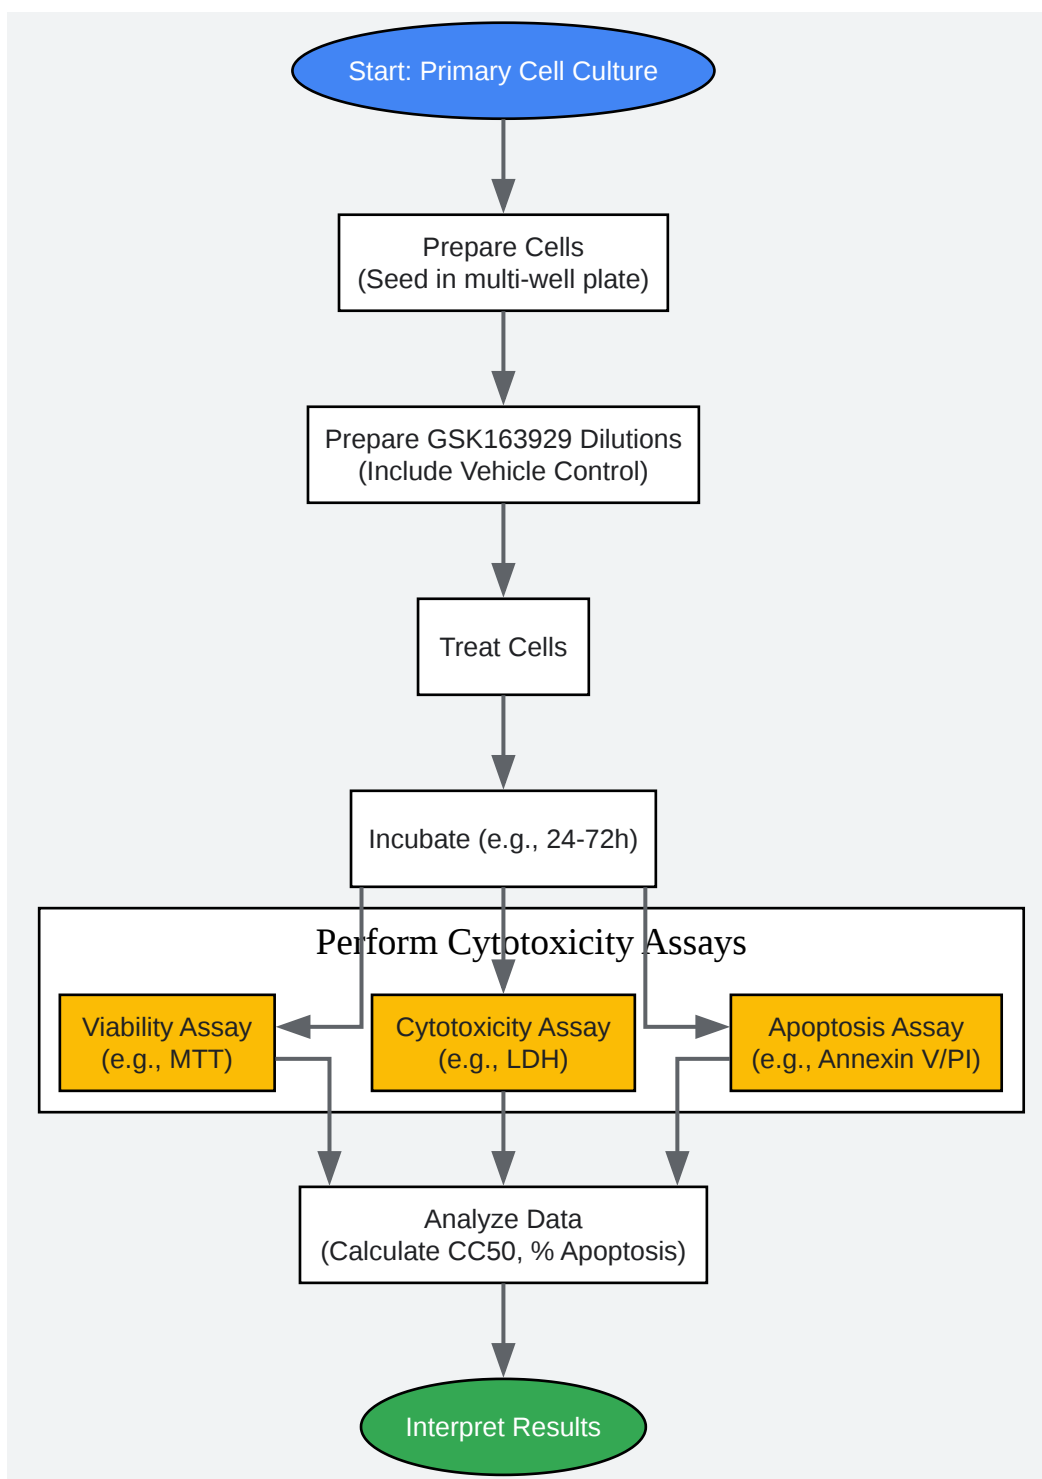 Start: Primary Cell Culture
Prepare Cells
(Seed in multi-well plate)
Prepare GSK163929 Dilutions
(Include Vehicle Control)
Treat Cells
Incubate (e.g., 24-72h)
Perform Cytotoxicity Assays
Viability Assay
(e.g., MTT)
Cytotoxicity Assay
(e.g., LDH)
Apoptosis Assay
(e.g., Annexin V/PI)
Analyze Data
(Calculate CC50, % Apoptosis)
Interpret Results